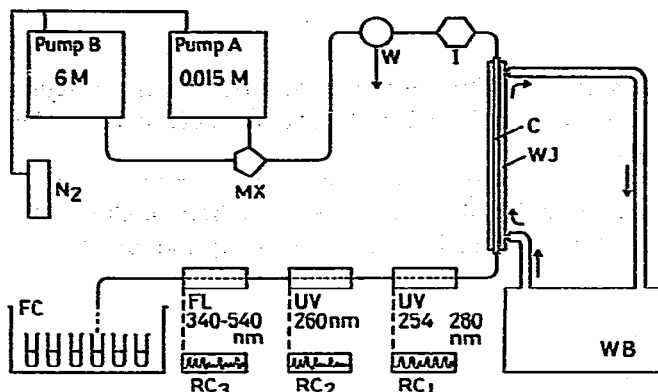 Pump B
6 M
Pump A
0.015 M
W
I
C
WJ
N2
MX
FC
FL
340-540
nm
UV
260nm
UV
254 280
nm
WB
RC3
RC2
RC1